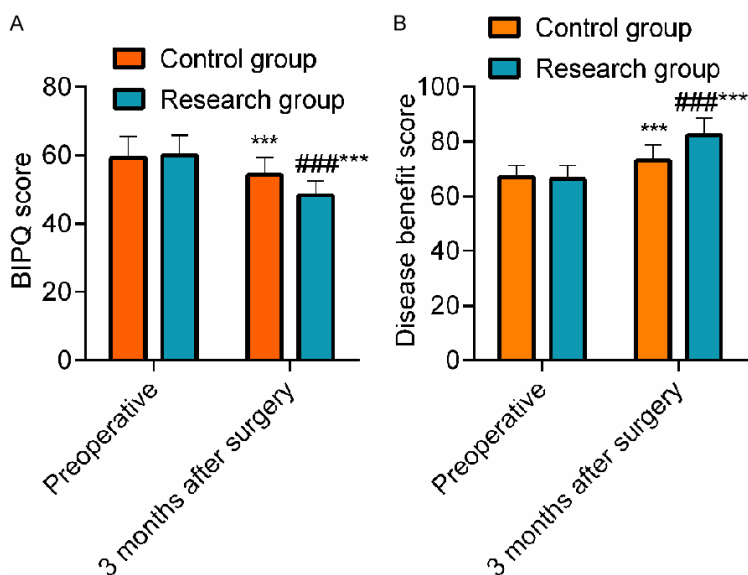 A
Control group
Research group
BIPQ score
80
60
40
20
0
***
###***
Preoperative
3 months after surgery
B
Control group
Research group
Disease benefit score
100
80
60
40
20
0
***
###***
Preoperative
3 months after surgery